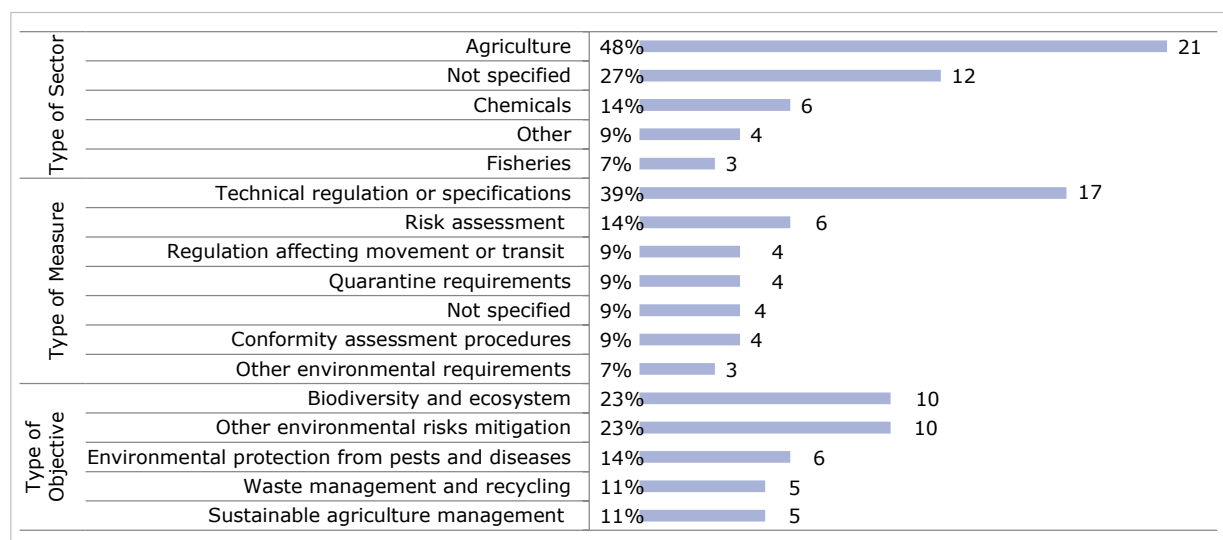 Type of Sector
Agriculture 48% 21
Not specified 27% 12
Chemicals 14% 6
Other 9% 4
Fisheries 7% 3
Type of Measure
Technical regulation or specifications 39% 17
Risk assessment 14% 6
Regulation affecting movement or transit 9% 4
Quarantine requirements 9% 4
Not specified 9% 4
Conformity assessment procedures 9% 4
Other environmental requirements 7% 3
Type of
Objective
Biodiversity and ecosystem 23% 10
Other environmental risks mitigation 23% 10
Environmental protection from pests and diseases 14% 6
Waste management and recycling 11% 5
Sustainable agriculture management 11% 5